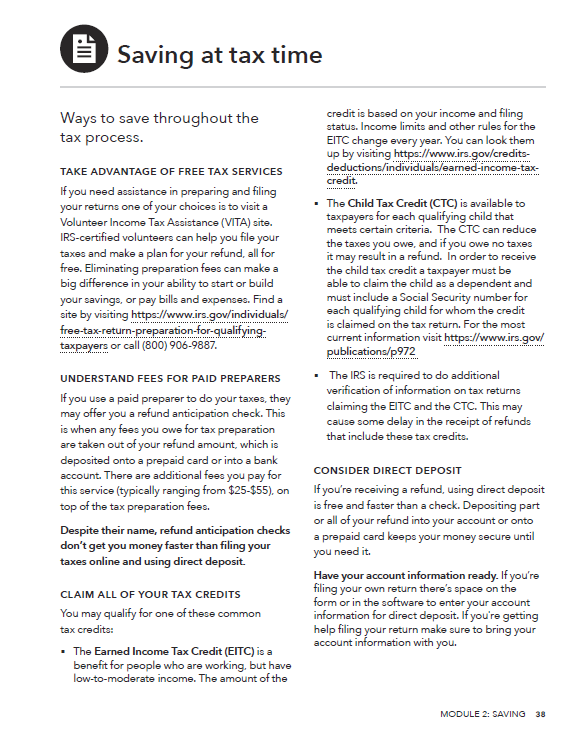 Saving at tax time
Ways to save throughout the
tax process.
TAKE ADVANTAGE OF FREE TAX SERVICES
If you need assistance in preparing and filing
your returns one of your choices is to visit a
Volunteer Income Tax Assistance (VITA) site.
IRS-certified volunteers can help you file your
taxes and make a plan for your refund, all for
free. Eliminating preparation fees can make a
big difference in your ability to start or build
your savings, or pay bills and expenses. Find a
site by visiting https://www.irs.gov/individuals/
free-tax-return-preparation-for-qualifying-
taxpayers or call (800) 906-9887.
UNDERSTAND FEES FOR PAID PREPARERS
If you use a paid preparer to do your taxes, they
may offer you a refund anticipation check. This
is when any fees you owe for tax preparation
are taken out of your refund amount, which is
deposited onto a prepaid card or into a bank
account. There are additional fees you pay for
this service (typically ranging from $25-$55), on
top of the tax preparation fees.
Despite their name, refund anticipation checks
don't get you money faster than filing your
taxes online and using direct deposit.
CLAIM ALL OF YOUR TAX CREDITS
You may qualify for one of these common
tax credits:
▪ The Earned Income Tax Credit (EITC) is a
benefit for people who are working, but have
low-to-moderate income. The amount of the
credit is based on your income and filing
status. Income limits and other rules for the
EITC change every year. You can look them
up by visiting https://www.irs.gov/credits-
deductions/individuals/earned-income-tax-
credit.
▪ The Child Tax Credit (CTC) is available to
taxpayers for each qualifying child that
meets certain criteria. The CTC can reduce
the taxes you owe, and if you owe no taxes
it may result in a refund. In order to receive
the child tax credit a taxpayer must be
able to claim the child as a dependent and
must include a Social Security number for
each qualifying child for whom the credit
is claimed on the tax return. For the most
current information visit https://www.irs.gov/
publications/p972
▪ The IRS is required to do additional
verification of information on tax returns
claiming the EITC and the CTC. This may
cause some delay in the receipt of refunds
that include these tax credits.
CONSIDER DIRECT DEPOSIT
If you're receiving a refund, using direct deposit
is free and faster than a check. Depositing part
or all of your refund into your account or onto
a prepaid card keeps your money secure until
you need it.
Have your account information ready. If you're
filing your own return there's space on the
form or in the software to enter your account
information for direct deposit. If you're getting
help filing your return make sure to bring your
account information with you.
MODULE 2: SAVING 38